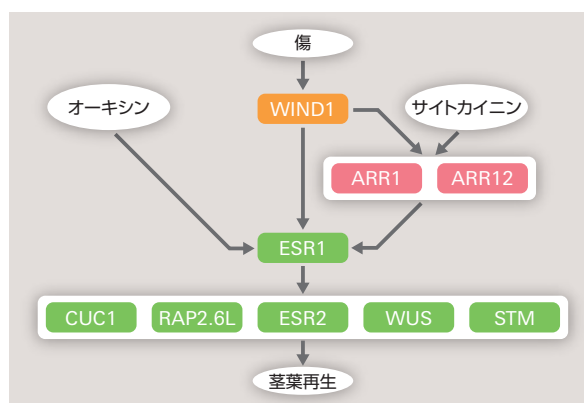 傷
オーキシン
WIND1
サイトカイニン
ARR1
ARR12
ESR1
CUC1
RAP2.6L
ESR2
WUS
STM
茎葉再生